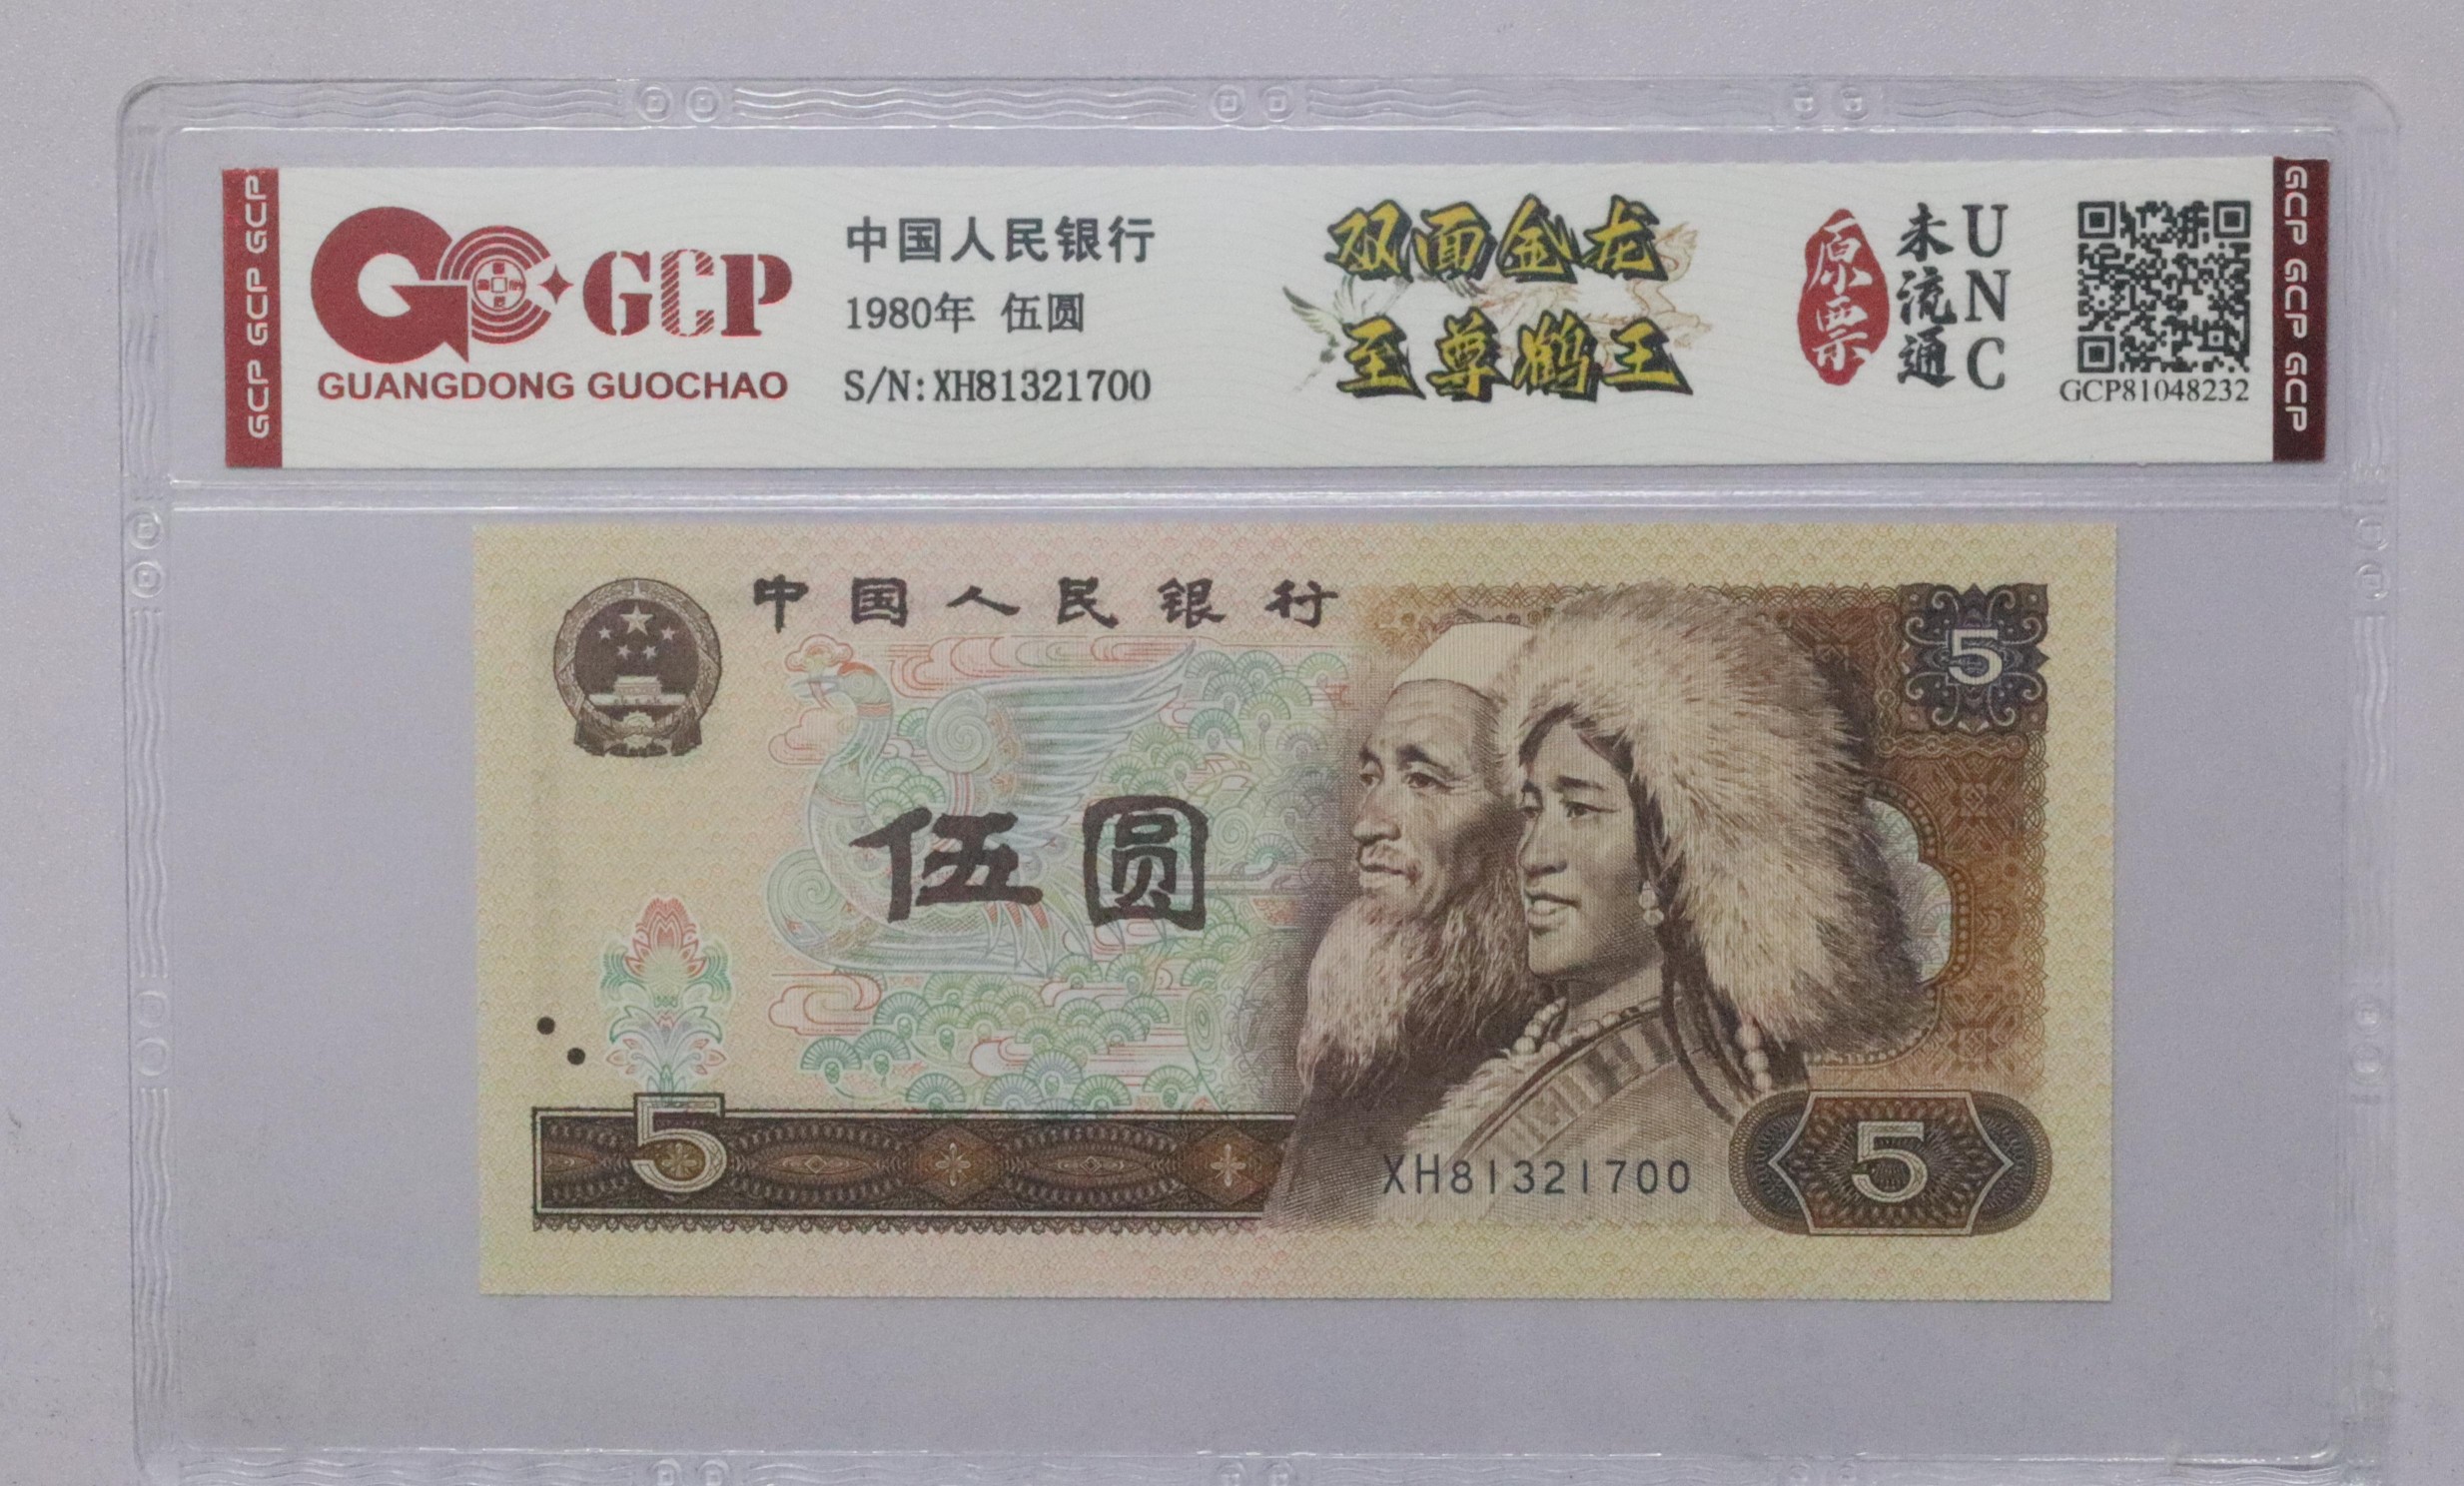 GCP GCP GCP
GCP
GUANGDONG GUOCHAO
中国人民银行
1980年 伍圆
S/N:XH81321700
双面金龙
至尊鹤王
原票
未流通
UNC
GCP81048232
GCP GCP GCP
中国人民银行
5
伍圆
5
XH81321700
5